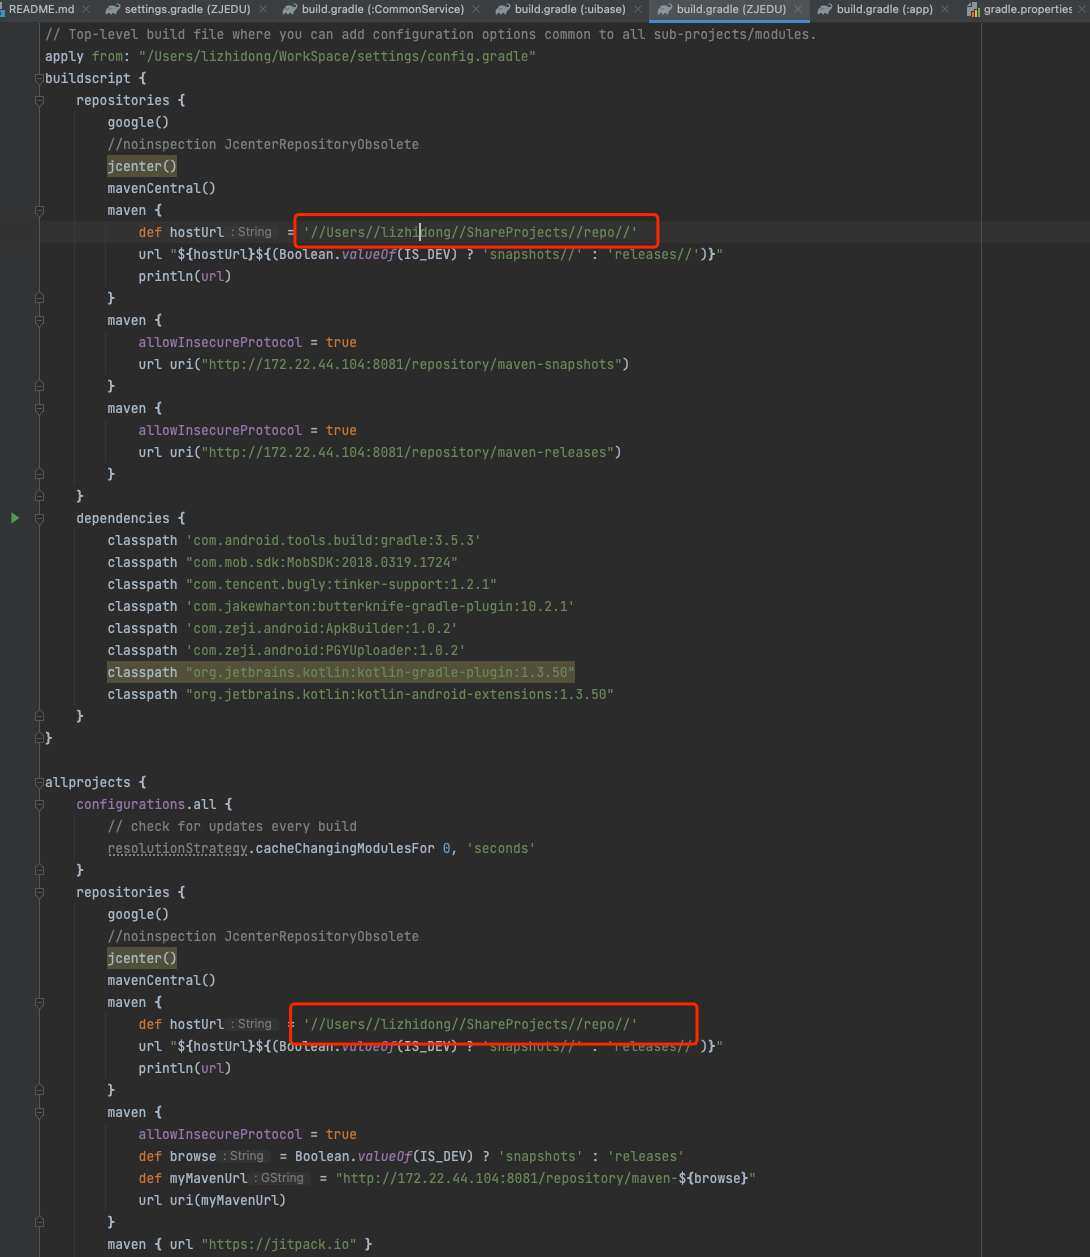 README.md settings.gradle (ZJEDU) build.gradle (:CommonService) build.gradle (:uibase) build.gradle (ZJEDU) build.gradle (:app) gradle.properties
// Top-level build file where you can add configuration options common to all sub-projects/modules.
apply from: "/Users/lizhidong/WorkSpace/settings/config.gradle"
buildscript {
    repositories {
        google()
        //noinspection JcenterRepositoryObsolete
        jcenter()
        mavenCentral()
        maven {
            def hostUrl : String = '//Users//lizhidong//ShareProjects//repo//'
            url "${hostUrl}${(Boolean.valueOf(IS_DEV) ? 'snapshots//' : 'releases//')}"
            println(url)
        }
        maven {
            allowInsecureProtocol = true
            url uri("http://172.22.44.104:8081/repository/maven-snapshots")
        }
        maven {
            allowInsecureProtocol = true
            url uri("http://172.22.44.104:8081/repository/maven-releases")
        }
    }
    dependencies {
        classpath 'com.android.tools.build:gradle:3.5.3'
        classpath "com.mob.sdk:MobSDK:2018.0319.1724"
        classpath "com.tencent.bugly:tinker-support:1.2.1"
        classpath 'com.jakewharton:butterknife-gradle-plugin:10.2.1'
        classpath 'com.zeji.android:ApkBuilder:1.0.2'
        classpath 'com.zeji.android:PGYUploader:1.0.2'
        classpath "org.jetbrains.kotlin:kotlin-gradle-plugin:1.3.50"
        classpath "org.jetbrains.kotlin:kotlin-android-extensions:1.3.50"
    }
}
allprojects {
    configurations.all {
        // check for updates every build
        resolutionStrategy.cacheChangingModulesFor 0, 'seconds'
    }
    repositories {
        google()
        //noinspection JcenterRepositoryObsolete
        jcenter()
        mavenCentral()
        maven {
            def hostUrl : String = '//Users//lizhidong//ShareProjects//repo//'
            url "${hostUrl}${(Boolean.valueOf(IS_DEV) ? 'snapshots//' : 'releases//')}"
            println(url)
        }
        maven {
            allowInsecureProtocol = true
            def browse : String = Boolean.valueOf(IS_DEV) ? 'snapshots' : 'releases'
            def myMavenUrl : GString = "http://172.22.44.104:8081/repository/maven-${browse}"
            url uri(myMavenUrl)
        }
        maven { url "https://jitpack.io" }